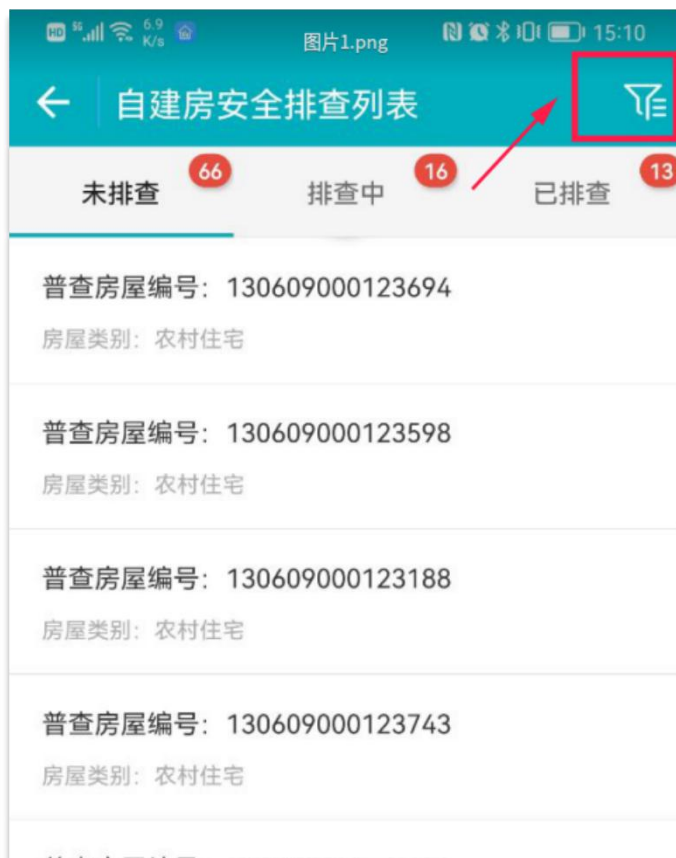 HD 5G 6.9 K/s 图片1.png 15:10
自建房安全排查列表
未排查 66 排查中 16 已排查 13
普查房屋编号：130609000123694
房屋类别：农村住宅
普查房屋编号：130609000123598
房屋类别：农村住宅
普查房屋编号：130609000123188
房屋类别：农村住宅
普查房屋编号：130609000123743
房屋类别：农村住宅